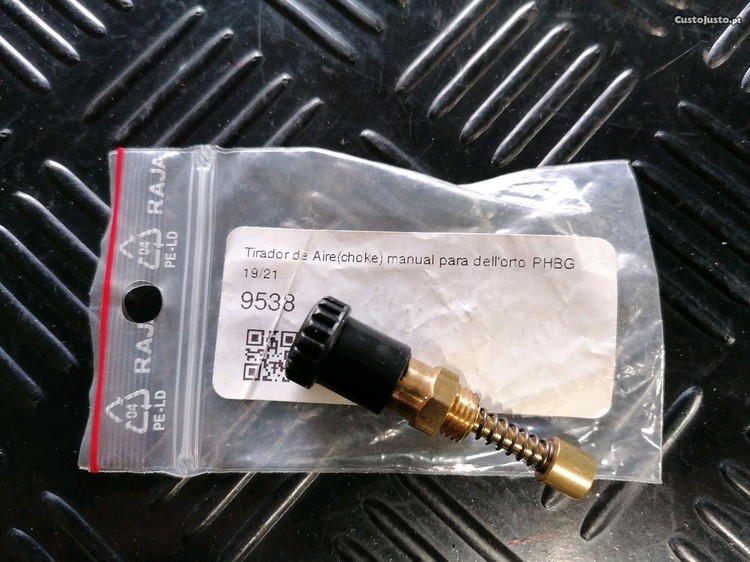 CustoJusto.pt
RAJA
04
PE-LD
Tirador de Aire(choke) manual para dell'orto PHBG
19/21
9538
RAJA
04
PE-LD